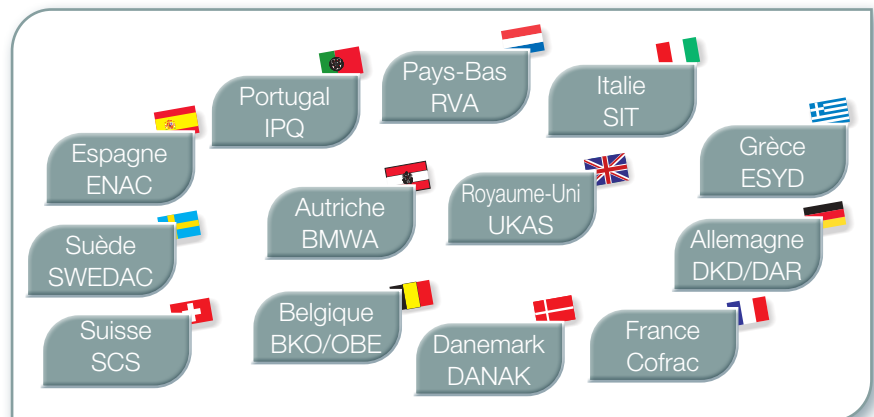 Portugal
IPQ
Pays-Bas
RVA
Italie
SIT
Espagne
ENAC
Grèce
ESYD
Autriche
BMWA
Royaume-Uni
UKAS
Suède
SWEDAC
Allemagne
DKD/DAR
Suisse
SCS
Belgique
BKO/OBE
Danemark
DANAK
France
Cofrac